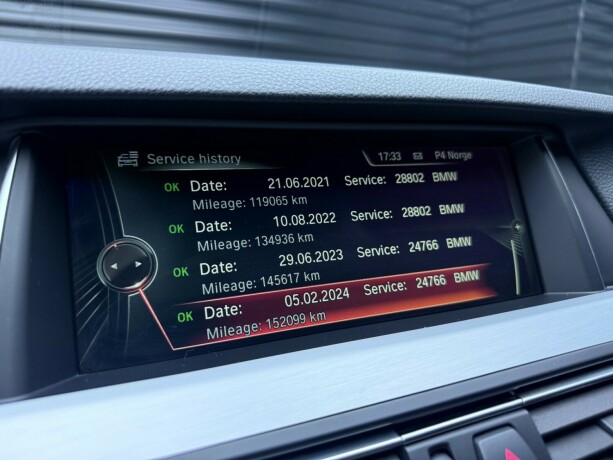 Service history 17:33 P4 Norge
OK Date: 21.06.2021 Service: 28802 BMW
Mileage: 119065 km
OK Date: 10.08.2022 Service: 28802 BMW
Mileage: 134936 km
OK Date: 29.06.2023 Service: 24766 BMW
Mileage: 145617 km
OK Date: 05.02.2024 Service: 24766 BMW
Mileage: 152099 km